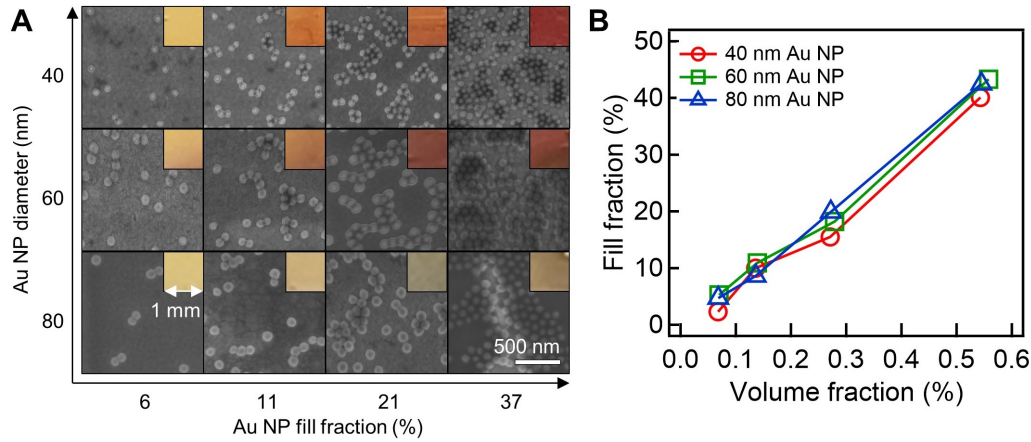 A
Au NP diameter (nm)
40
60
80
1 mm
500 nm
6 11 21 37
Au NP fill fraction (%)
B
Fill fraction (%)
50
40
30
20
10
0
40 nm Au NP
60 nm Au NP
80 nm Au NP
0.0 0.1 0.2 0.3 0.4 0.5 0.6
Volume fraction (%)